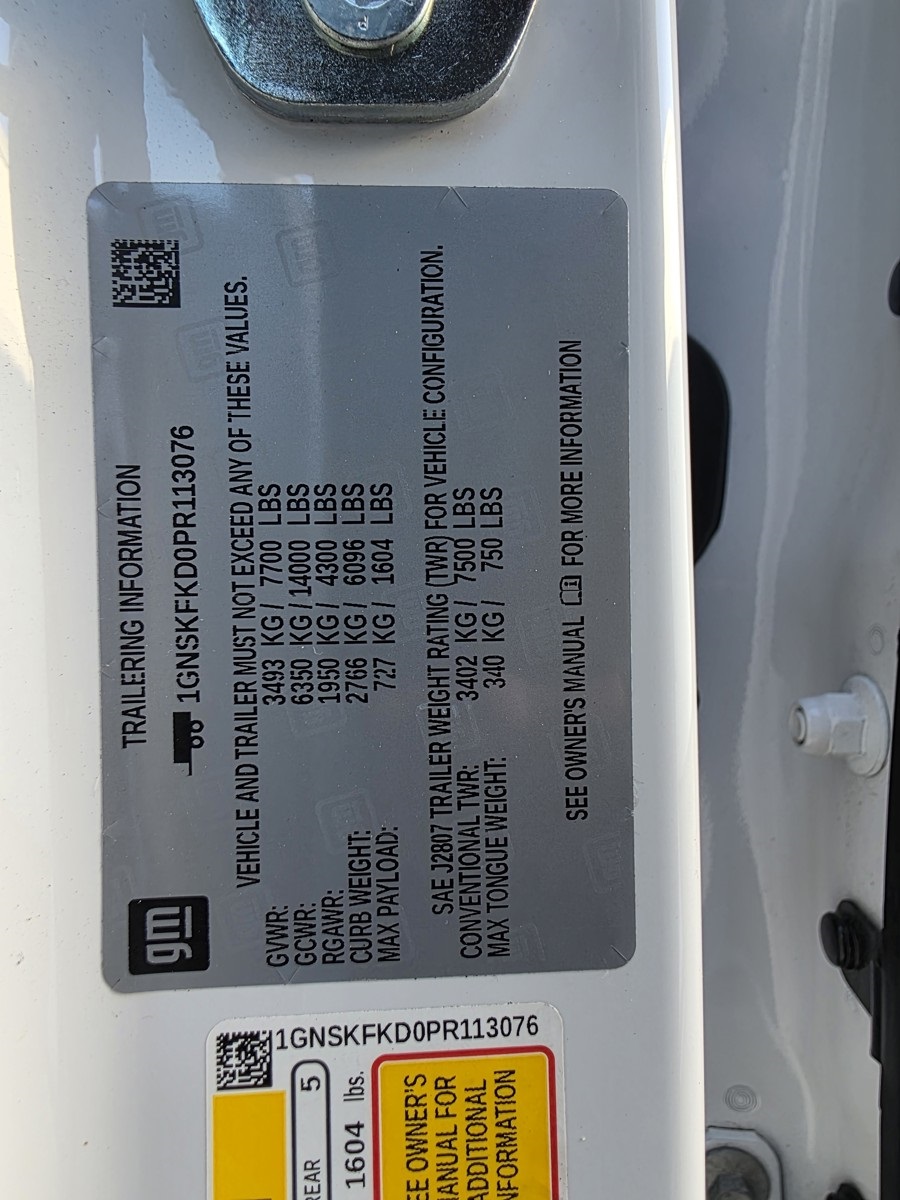 gm
TRAILERING INFORMATION
1GNSKFKD0PR113076
VEHICLE AND TRAILER MUST NOT EXCEED ANY OF THESE VALUES.
GVWR: 3493 KG / 7700 LBS
GCWR: 6350 KG / 14000 LBS
RGAWR: 1950 KG / 4300 LBS
CURB WEIGHT: 2766 KG / 6096 LBS
MAX PAYLOAD: 727 KG / 1604 LBS
SAE J2807 TRAILER WEIGHT RATING (TWR) FOR VEHICLE CONFIGURATION.
CONVENTIONAL TWR: 3402 KG / 7500 LBS
MAX TONGUE WEIGHT: 340 KG / 750 LBS
SEE OWNER'S MANUAL FOR MORE INFORMATION
1GNSKFKD0PR113076
REAR 5
1604 lbs.
EE OWNER'S
ANUAL FOR
ADDITIONAL
NFORMATION